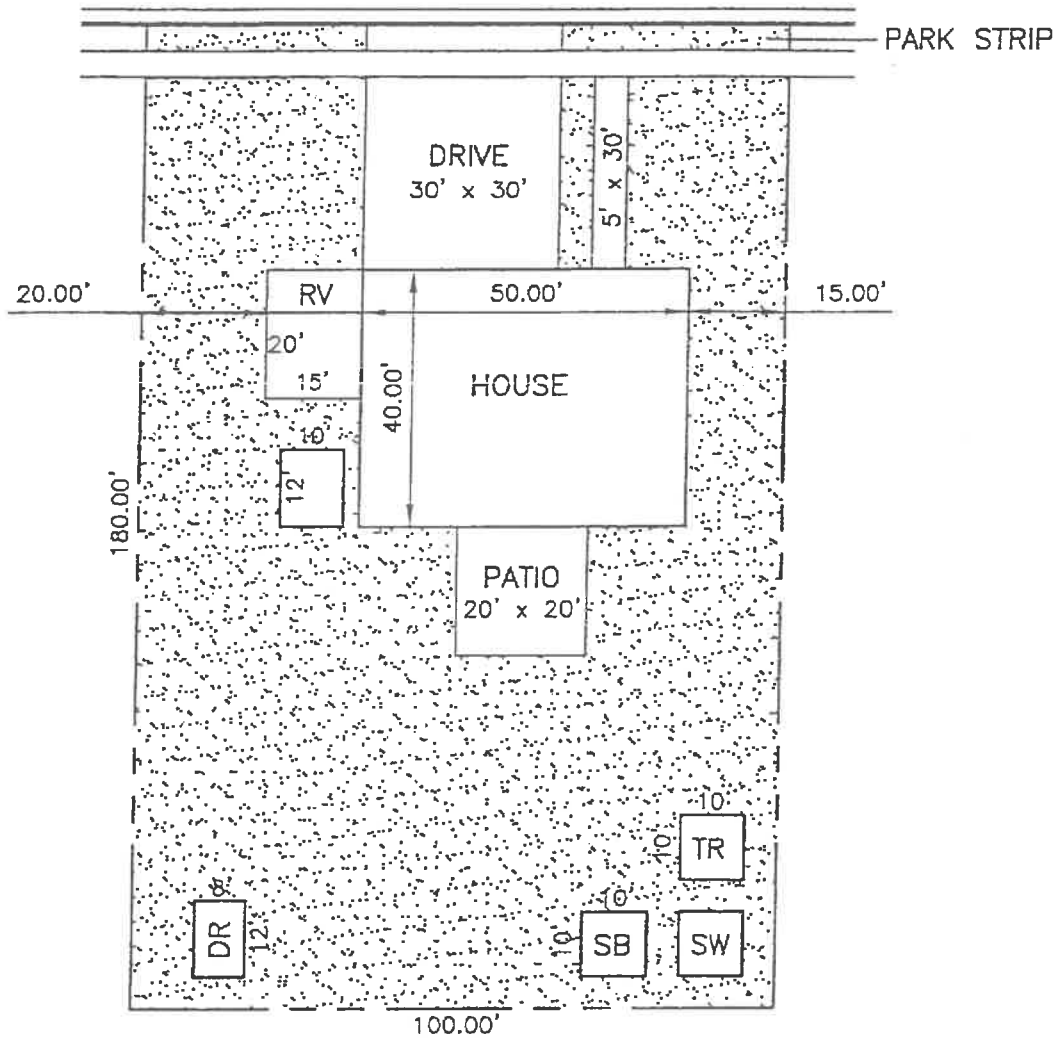 PARK STRIP
DRIVE
30' x 30'
5' x 30'
20.00'
RV
50.00'
15.00'
20'
15'
40.00'
HOUSE
10'
12'
180.00'
PATIO
20' x 20'
10
10'
TR
8'
DR
12'
10'
10'
SB
SW
100.00'